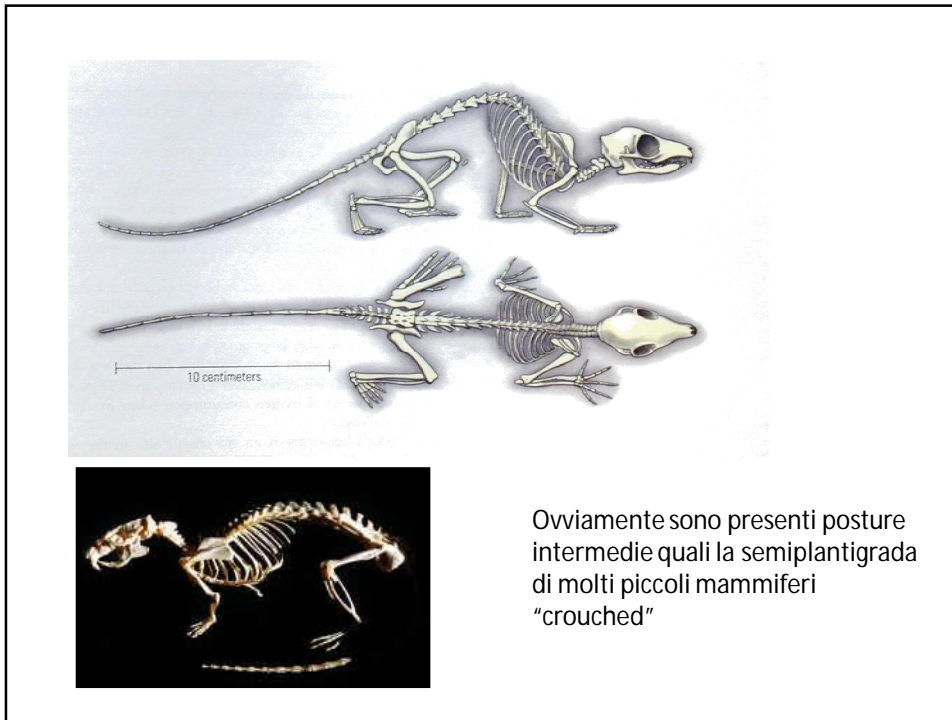 10 centimeters
Ovviamente sono presenti posture
intermedie quali la semiplantigrada
di molti piccoli mammiferi
“crouched”